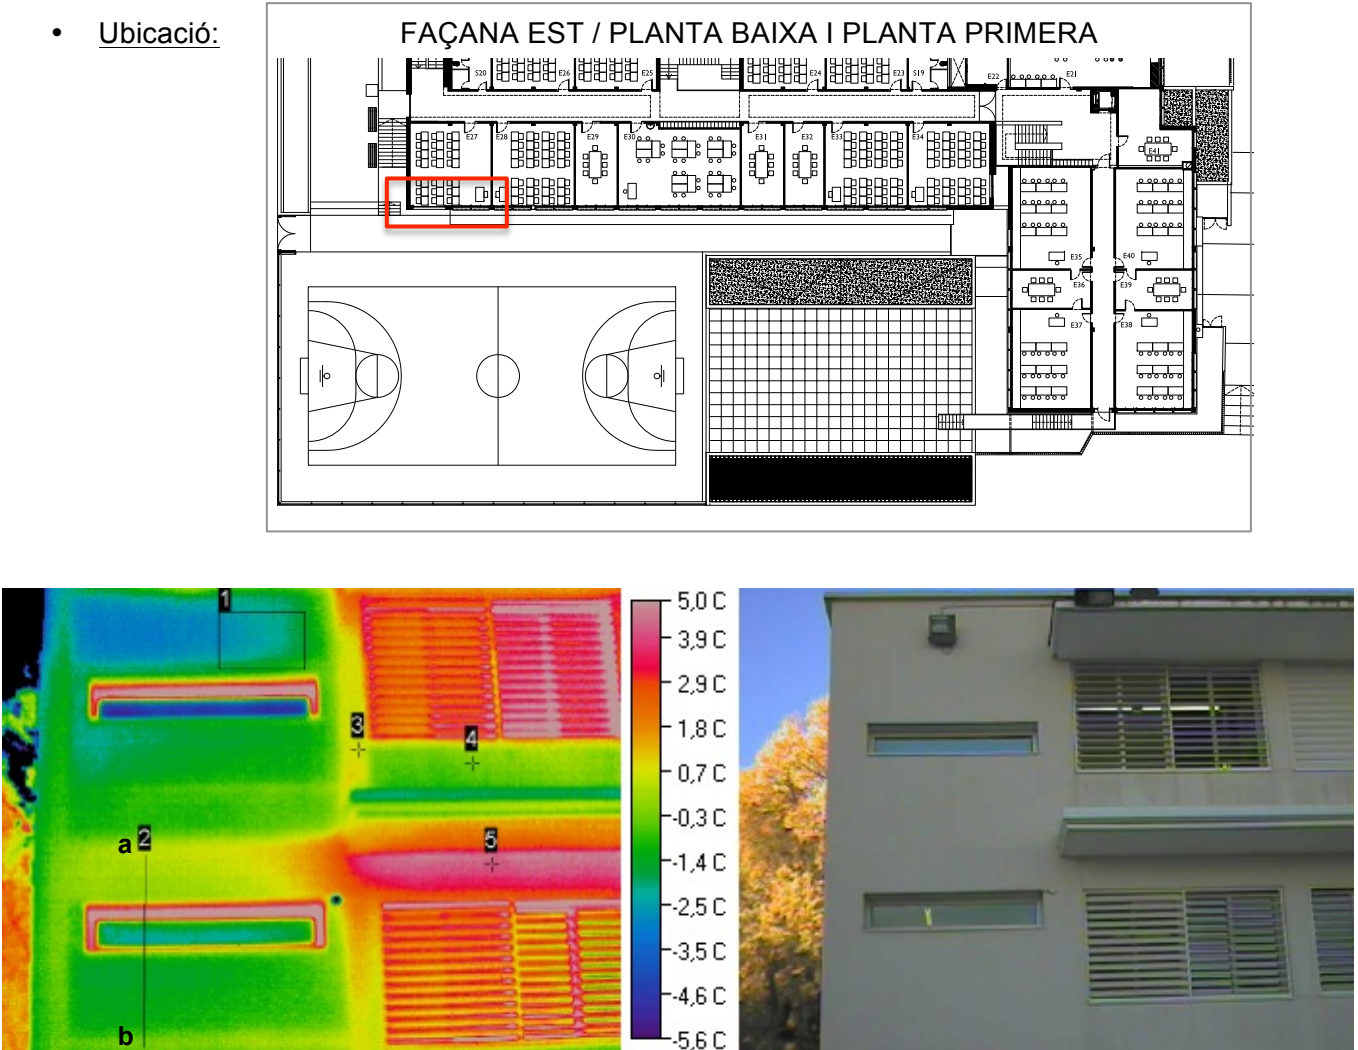 • Ubicació:
FAÇANA EST / PLANTA BAIXA I PLANTA PRIMERA
S20 E26 E25 E24 E23 S19 E22 E21
E27 E28 E29 E30 E31 E32 E33 E34 E41
E35 E40
E36 E39
E37 E38
1
3
4
a 2
5
b
5,0 C
3,9 C
2,9 C
1,8 C
0,7 C
-0,3 C
-1,4 C
-2,5 C
-3,5 C
-4,6 C
-5,6 C